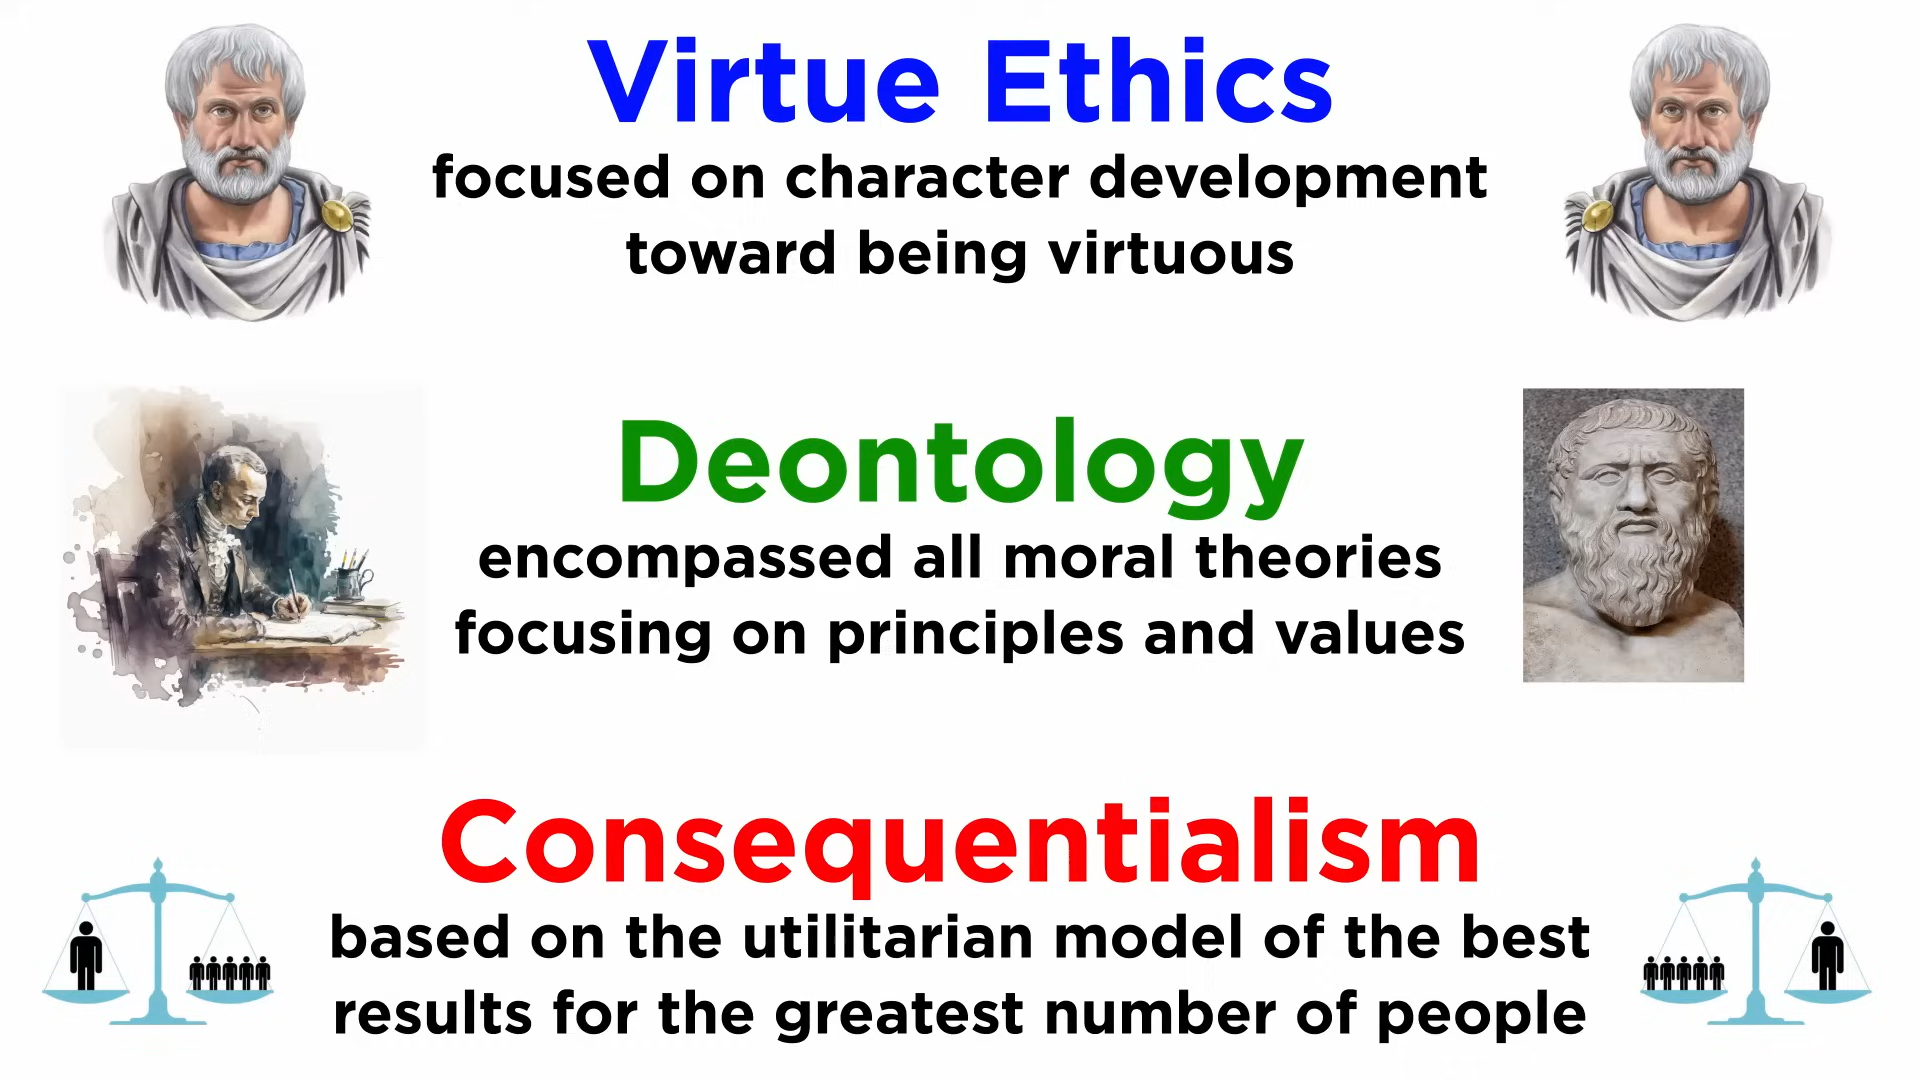 Virtue Ethics
focused on character development
toward being virtuous
Deontology
encompassed all moral theories
focusing on principles and values
Consequentialism
based on the utilitarian model of the best
results for the greatest number of people